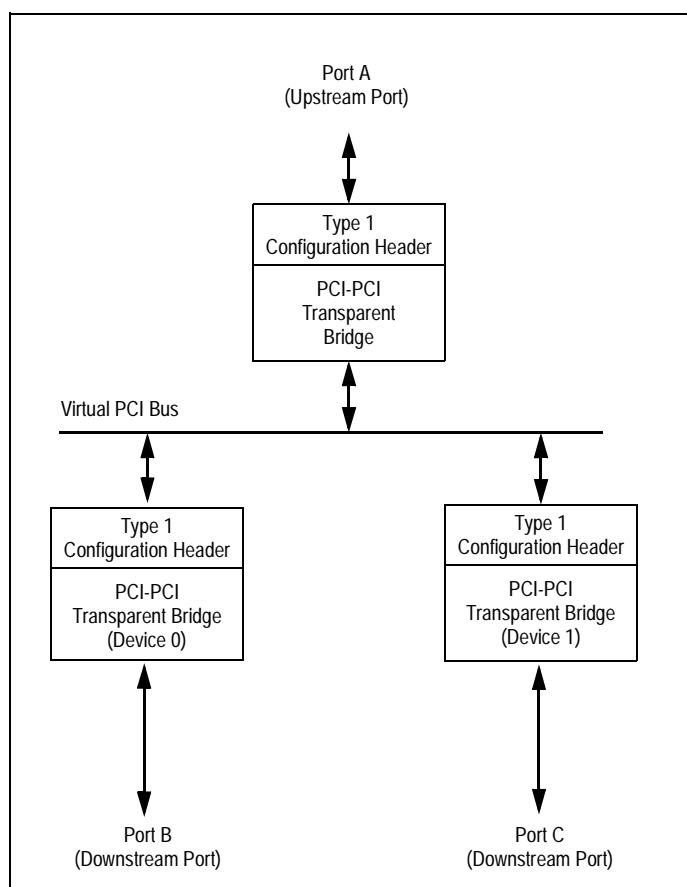 Port A
(Upstream Port)
Type 1
Configuration Header
PCI-PCI
Transparent
Bridge
Virtual PCI Bus
Type 1
Configuration Header
PCI-PCI
Transparent Bridge
(Device 0)
Type 1
Configuration Header
PCI-PCI
Transparent Bridge
(Device 1)
Port B
(Downstream Port)
Port C
(Downstream Port)